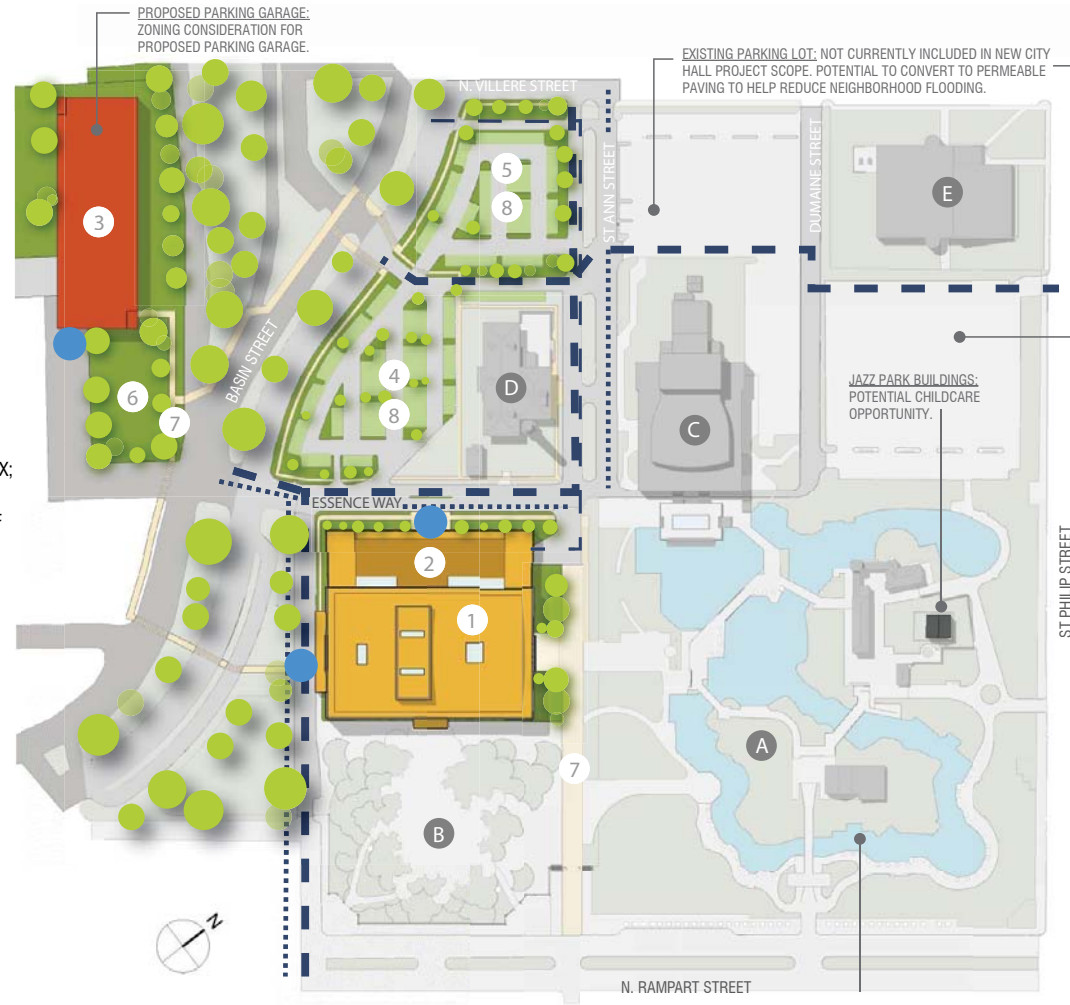 PROPOSED PARKING GARAGE:
ZONING CONSIDERATION FOR
PROPOSED PARKING GARAGE.
EXISTING PARKING LOT: NOT CURRENTLY INCLUDED IN NEW CITY
HALL PROJECT SCOPE. POTENTIAL TO CONVERT TO PERMEABLE
PAVING TO HELP REDUCE NEIGHBORHOOD FLOODING.
N. VILLERE STREET
ST ANN STREET
DUMAINE STREET
E
5
8
3
BASIN STREET
4
8
D
C
JAZZ PARK BUILDINGS:
POTENTIAL CHILDCARE
OPPORTUNITY.
6
7
X;
ESSENCE WAY
2
1
ST PHILIP STREET
A
7
B
N
N. RAMPART STREET